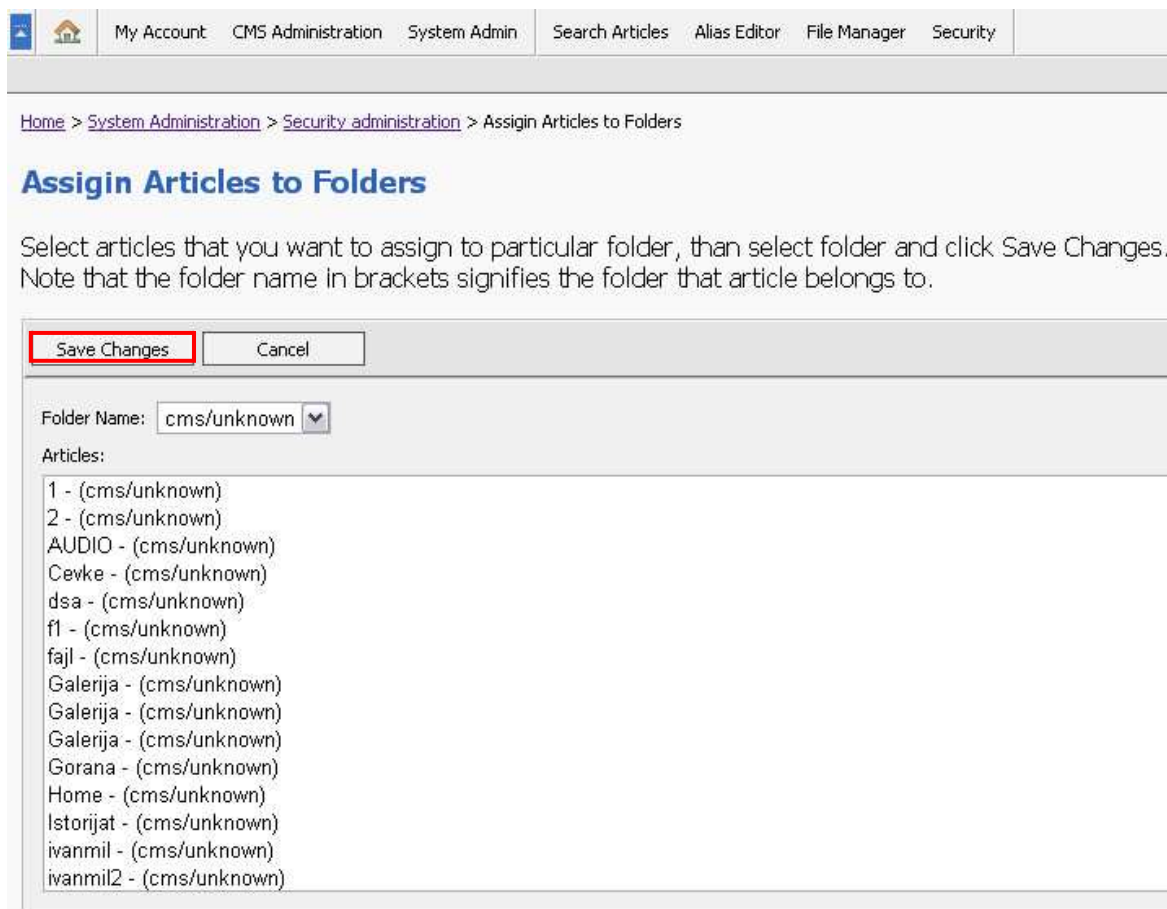 My Account CMS Administration System Admin Search Articles Alias Editor File Manager Security
Home > System Administration > Security administration > Assigin Articles to Folders
Assigin Articles to Folders
Select articles that you want to assign to particular folder, than select folder and click Save Changes.
Note that the folder name in brackets signifies the folder that article belongs to.
Save Changes Cancel
Folder Name: cms/unknown
Articles:
1 - (cms/unknown)
2 - (cms/unknown)
AUDIO - (cms/unknown)
Cevke - (cms/unknown)
dsa - (cms/unknown)
f1 - (cms/unknown)
fajl - (cms/unknown)
Galerija - (cms/unknown)
Galerija - (cms/unknown)
Galerija - (cms/unknown)
Gorana - (cms/unknown)
Home - (cms/unknown)
Istorijat - (cms/unknown)
ivanmil - (cms/unknown)
ivanmil2 - (cms/unknown)